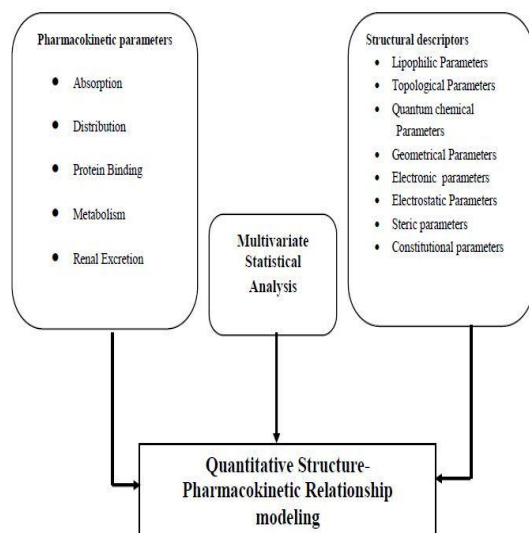 Pharmacokinetic parameters
● Absorption
● Distribution
● Protein Binding
● Metabolism
● Renal Excretion
Structural descriptors
• Lipophilic Parameters
• Topological Parameters
• Quantum chemical
Parameters
• Geometrical Parameters
• Electronic parameters
• Electrostatic Parameters
• Steric parameters
• Constitutional parameters
Multivariate
Statistical
Analysis
Quantitative Structure-
Pharmacokinetic Relationship
modeling